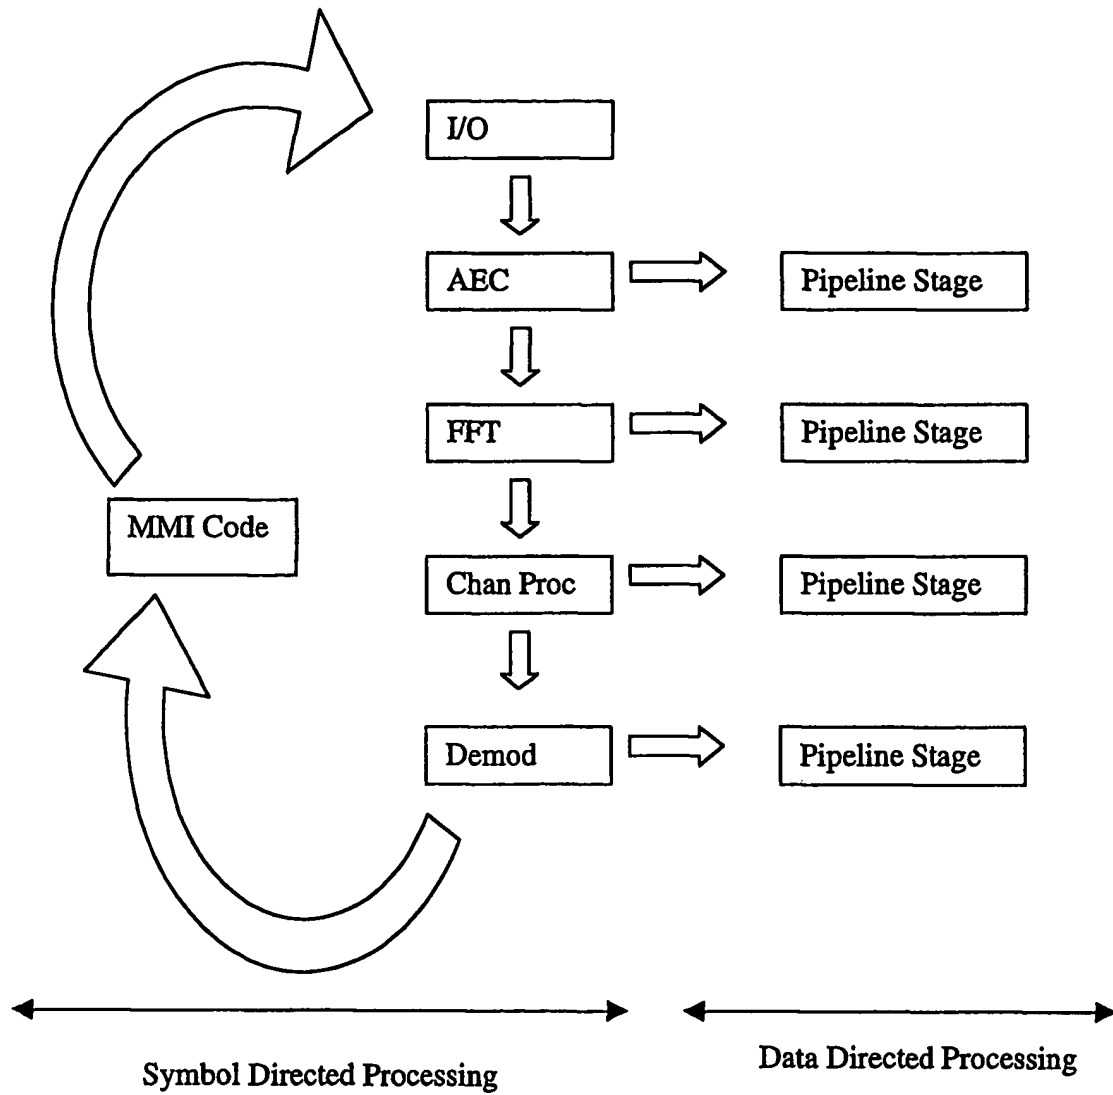 I/O
AEC
Pipeline Stage
FFT
Pipeline Stage
MMI Code
Chan Proc
Pipeline Stage
Demod
Pipeline Stage
Symbol Directed Processing
Data Directed Processing